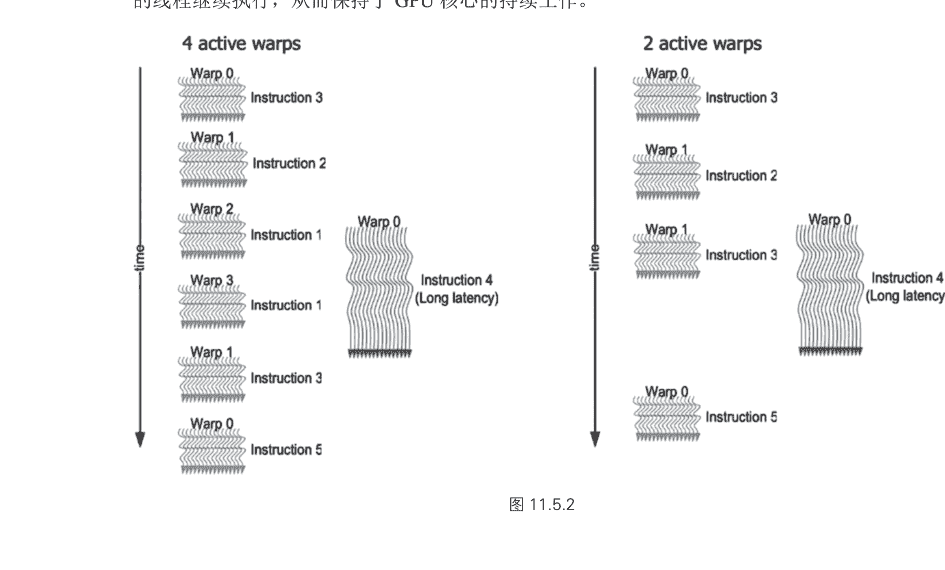 的线程继续执行，从而保持了 GPU 核心的持续工作。
4 active warps
Warp 0
Instruction 3
Warp 1
Instruction 2
Warp 2
Instruction 1
Warp 3
Instruction 1
Warp 1
Instruction 3
Warp 0
Instruction 5
time
Warp 0
Instruction 4
(Long latency)
2 active warps
Warp 0
Instruction 3
Warp 1
Instruction 2
Warp 1
Instruction 3
Warp 0
Instruction 5
time
Warp 0
Instruction 4
(Long latency
图 11.5.2